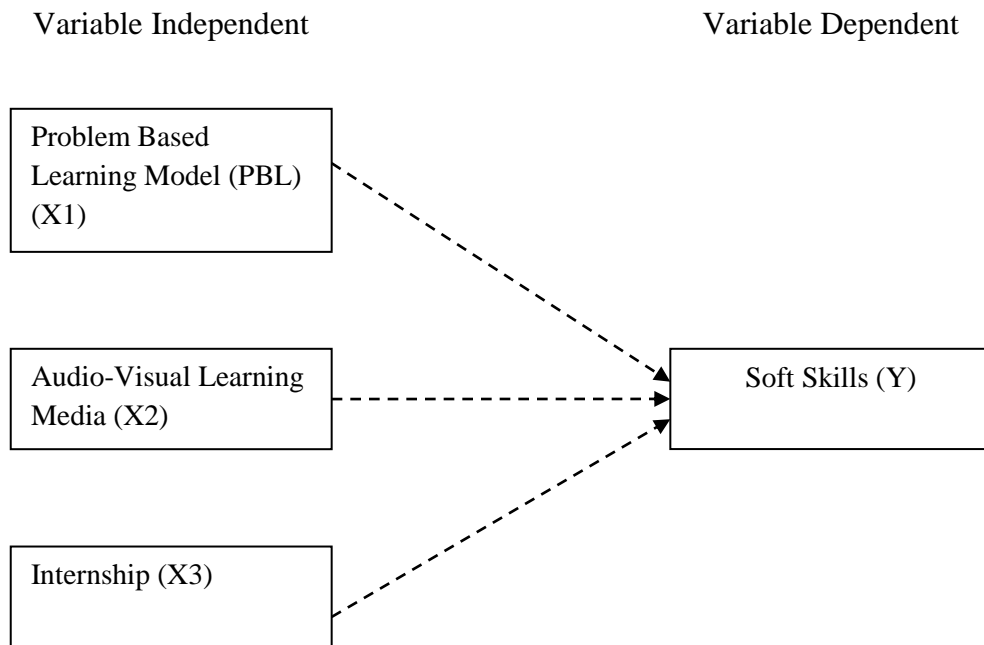 Variable Independent
Variable Dependent
Problem Based
Learning Model (PBL)
(X1)
Audio-Visual Learning
Media (X2)
Soft Skills (Y)
Internship (X3)